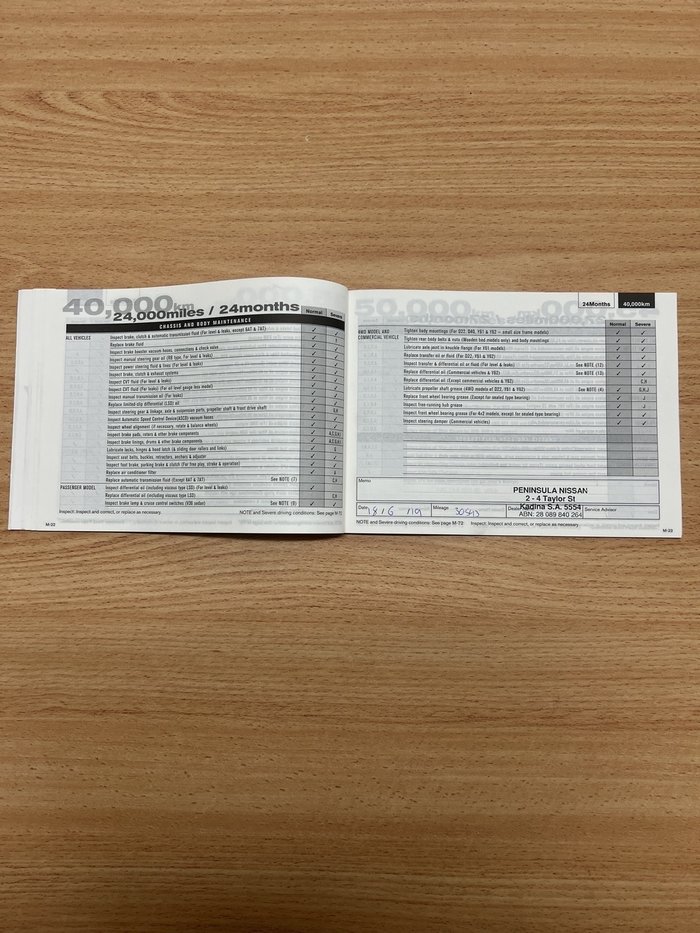 40,000km
24,000miles / 24months
Normal
Severe
CHASSIS AND BODY MAINTENANCE
ALL VEHICLES
Inspect brake, clutch & automatic transmission fluid (For level & leaks, except 6AT & 7AT)
Replace brake fluid
Inspect brake booster vacuum hoses, connections & check valve
Inspect manual steering gear oil (RB type, For level & leaks)
Inspect power steering fluid & lines (For level & leaks)
Inspect brake, clutch & exhaust systems
Inspect CVT fluid (For level & leaks)
Inspect CVT fluid (For oil level gauge less model)
Inspect manual transmission oil (For leaks)
Replace limited-slip differential (LSD) oil
Inspect steering gear & linkage, axle & suspension parts, propeller shaft & front drive shaft
Inspect Automatic Speed Control Device(ASCD) vacuum hoses
Inspect wheel alignment (if necessary, rotate & balance wheels)
Inspect brake pads, rotors & other brake components
Inspect brake linings, drums & other brake components
Lubricate locks, hinges & hood latch (& sliding door rollers and links)
Inspect seat belts, buckles, retractors, anchors & adjuster
Inspect foot brake, parking brake & clutch (For free play, stroke & operation)
Replace air conditioner filter
Replace automatic transmission fluid (Except 6AT & 7AT) See NOTE (7)
PASSENGER MODEL
Inspect differential oil (including viscous type LSD) (For level & leaks)
Replace differential oil (including viscous type LSD)
Inspect brake lamp & cruise control switches (V36 sedan) See NOTE (9)
Inspect: Inspect and correct, or replace as necessary.
NOTE and Severe driving conditions: See page M-72
M-22
24Months
40,000km
Normal
Severe
4WD MODEL AND
COMMERCIAL VEHICLE
Tighten body mountings (For D22, D40, Y61 & Y62 – small size frame models)
Tighten rear body bolts & nuts (Wooden bed models only) and body mountings
Lubricate axle joint in knuckle flange (For Y61 models)
Replace transfer oil or fluid (For D22, Y61 & Y62)
Inspect transfer & differential oil or fluid (For level & leaks) See NOTE (12)
Replace differential oil (Commercial vehicles & Y62) See NOTE (13)
Replace differential oil (Except commercial vehicles & Y62) C,H
Lubricate propeller shaft grease (4WD models of D22, Y61 & Y62) See NOTE (4) G,H,J
Replace front wheel bearing grease (Except for sealed type bearing) J
Inspect free-running hub grease J
Inspect front wheel bearing grease (For 4x2 models, except for sealed type bearing)
Inspect steering damper (Commercial vehicles)
Memo
PENINSULA NISSAN
2 - 4 Taylor St
Kadina S.A. 5554
ABN: 28 089 840 264
Date 18/6/19
Mileage 30843
Service Advisor
NOTE and Severe driving conditions: See page M-72
Inspect: Inspect and correct, or replace as necessary.
M-23